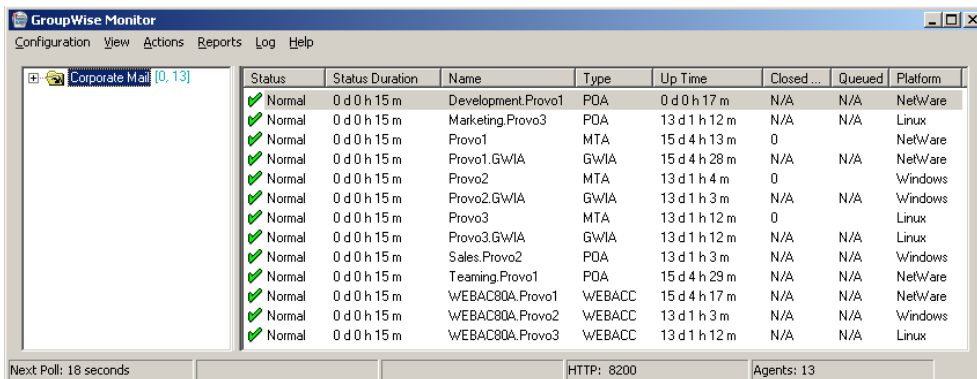 GroupWise Monitor
Configuration View Actions Reports Log Help
Corporate Mail [0, 13]
Status Status Duration Name Type Up Time Closed ... Queued Platform
Normal 0 d 0 h 15 m Development.Provo1 POA 0 d 0 h 17 m N/A N/A NetWare
Normal 0 d 0 h 15 m Marketing.Provo3 POA 13 d 1 h 12 m N/A N/A Linux
Normal 0 d 0 h 15 m Provo1 MTA 15 d 4 h 13 m 0 NetWare
Normal 0 d 0 h 15 m Provo1.GWIA GWIA 15 d 4 h 28 m N/A N/A NetWare
Normal 0 d 0 h 15 m Provo2 MTA 13 d 1 h 4 m 0 Windows
Normal 0 d 0 h 15 m Provo2.GWIA GWIA 13 d 1 h 3 m N/A N/A Windows
Normal 0 d 0 h 15 m Provo3 MTA 13 d 1 h 12 m 0 Linux
Normal 0 d 0 h 15 m Provo3.GWIA GWIA 13 d 1 h 12 m N/A N/A Linux
Normal 0 d 0 h 15 m Sales.Provo2 POA 13 d 1 h 3 m N/A N/A Windows
Normal 0 d 0 h 15 m Teaming.Provo1 POA 15 d 4 h 29 m N/A N/A NetWare
Normal 0 d 0 h 15 m WEBAC80A.Provo1 WEBACC 15 d 4 h 17 m N/A N/A NetWare
Normal 0 d 0 h 15 m WEBAC80A.Provo2 WEBACC 13 d 1 h 3 m N/A N/A Windows
Normal 0 d 0 h 15 m WEBAC80A.Provo3 WEBACC 13 d 1 h 12 m N/A N/A Linux
Next Poll: 18 seconds HTTP: 8200 Agents: 13